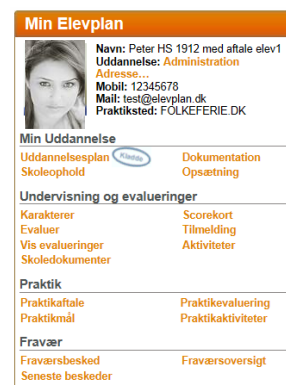 Min Elevplan
Navn: Peter HS 1912 med aftale elev1
Uddannelse: Administration
Adresse...
Mobil: 12345678
Mail: test@elevplan.dk
Praktiksted: FOLKEFERIE.DK
Min Uddannelse
Uddannelsesplan Kladde Dokumentation
Skoleophold Opsætning
Undervisning og evalueringer
Karakterer Scorekort
Evaluer Tilmelding
Vis evalueringer Aktiviteter
Skoledokumenter
Praktik
Praktikaftale Praktikevaluering
Praktikmål Praktikaktiviteter
Fravær
Fraværsbesked Fraværsoversigt
Seneste beskeder